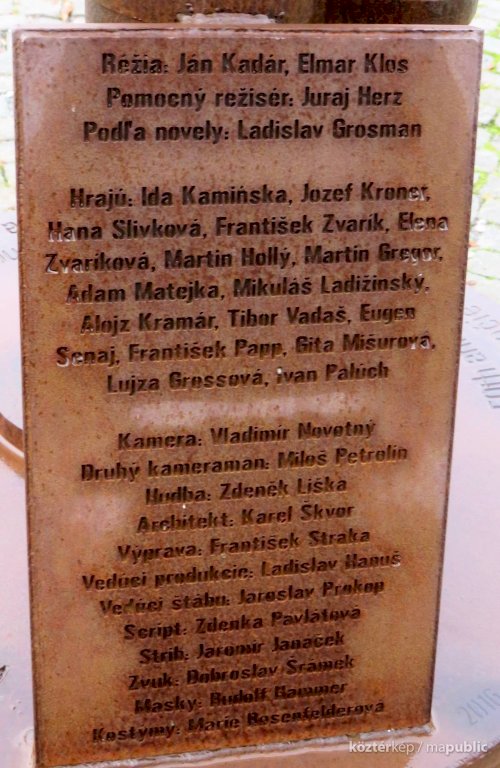 Réžia: Ján Kadár, Elmar Klos
Pomocný režisér: Juraj Herz
Podľa novely: Ladislav Grosman
Hrajú: Ida Kamińska, Jozef Kroner,
Hana Slivková, František Zvarík, Elena
Zvaríková, Martin Hollý, Martin Gregor,
Adam Matejka, Mikuláš Ladižinský,
Alojz Kramár, Tibor Vadaš, Eugen
Senaj, František Papp, Gita Mišurová,
Lujza Grossová, Ivan Palúch
Kamera: Vladimír Novotný
Druhý kameraman: Miloš Petrolín
Hudba: Zdeněk Liška
Architekt: Karel Škvor
Výprava: František Straka
Vedúci produkcie: Ladislav Hanuš
Vedúci štábu: Jaroslav Prokop
Script: Zdenka Pavlátová
Strih: Jaromír Janáček
Zvuk: Dobroslav Šrámek
Masky: Rudolf Hammer
Kostýmy: Marie Rosenfelderová
köztérkép / mapublic